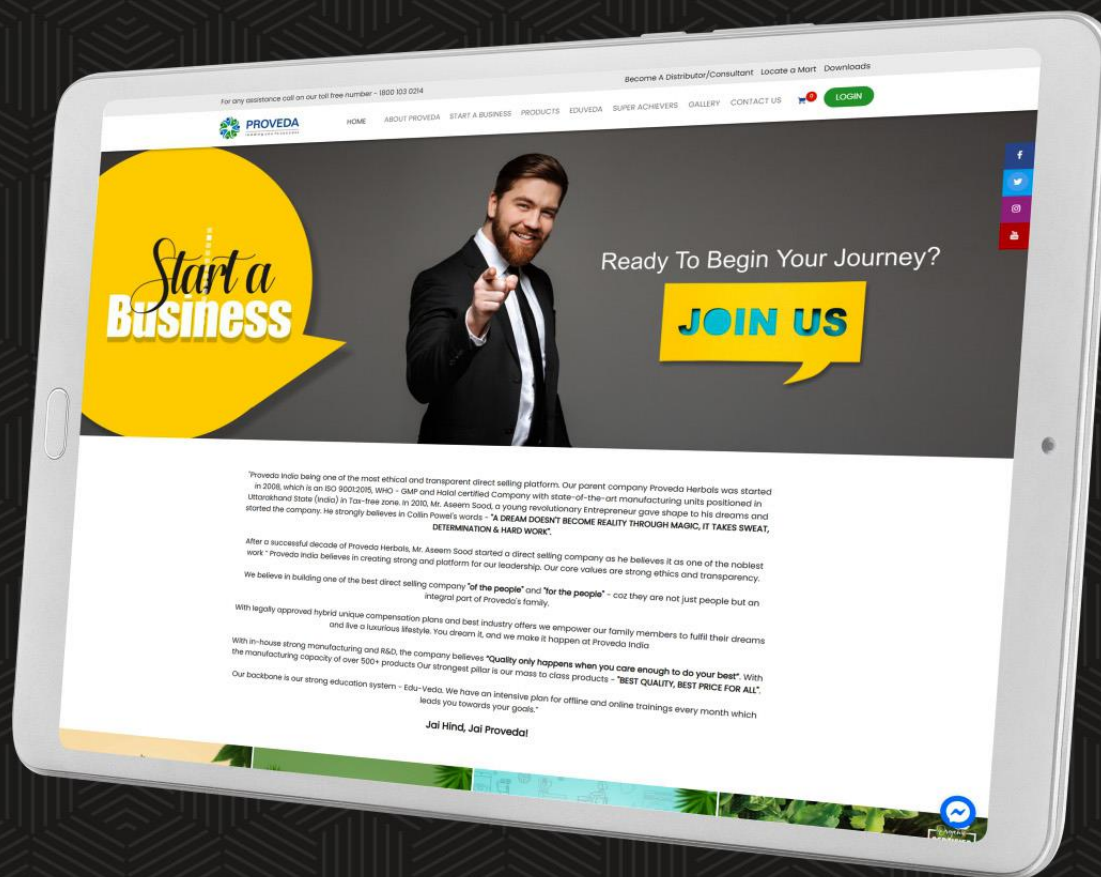 For any assistance call on our toll free number - 1800 103 0214
Become A Distributor/Consultant Locate a Mart Downloads
PROVEDA
HOME ABOUT PROVEDA START A BUSINESS PRODUCTS EDUVEDA SUPER ACHIEVERS GALLERY CONTACT US 0 LOGIN
Start a
Business
Ready To Begin Your Journey?
JOIN US
"Proveda India being one of the most ethical and transparent direct selling platform. Our parent company Proveda Herbals was started
in 2008, which is an ISO 9001:2015, WHO - GMP and Halal certified Company with state-of-the-art manufacturing units positioned in
Uttarakhand State (India) in Tax-free zone. In 2010, Mr. Aseem Sood, a young revolutionary Entrepreneur gave shape to his dreams and
started the company. He strongly believes in Collin Powel's words - "A DREAM DOESN'T BECOME REALITY THROUGH MAGIC, IT TAKES SWEAT,
DETERMINATION & HARD WORK".
After a successful decade of Proveda Herbals, Mr. Aseem Sood started a direct selling company as he believes it as one of the noblest
work " Proveda India believes in creating strong and platform for our leadership. Our core values are strong ethics and transparency.
We believe in building one of the best direct selling company "of the people" and "for the people" - coz they are not just people but an
integral part of Proveda's family.
With legally approved hybrid unique compensation plans and best industry offers we empower our family members to fulfil their dreams
and live a luxurious lifestyle. You dream it, and we make it happen at Proveda India
With in-house strong manufacturing and R&D, the company believes "Quality only happens when you care enough to do your best". With
the manufacturing capacity of over 500+ products Our strongest pillar is our mass to class products - "BEST QUALITY, BEST PRICE FOR ALL".
Our backbone is our strong education system - Edu-Veda. We have an intensive plan for offline and online trainings every month which
leads you towards your goals."
Jai Hind, Jai Proveda!